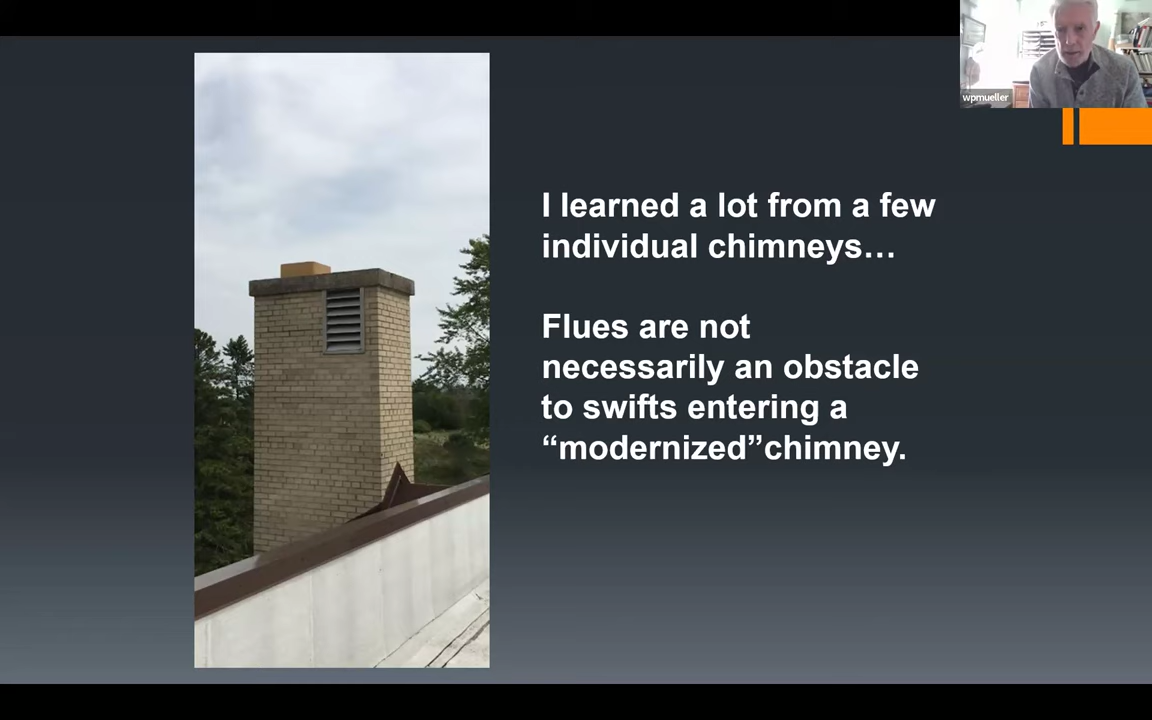 wpmueller
I learned a lot from a few
individual chimneys…
Flues are not
necessarily an obstacle
to swifts entering a
“modernized”chimney.